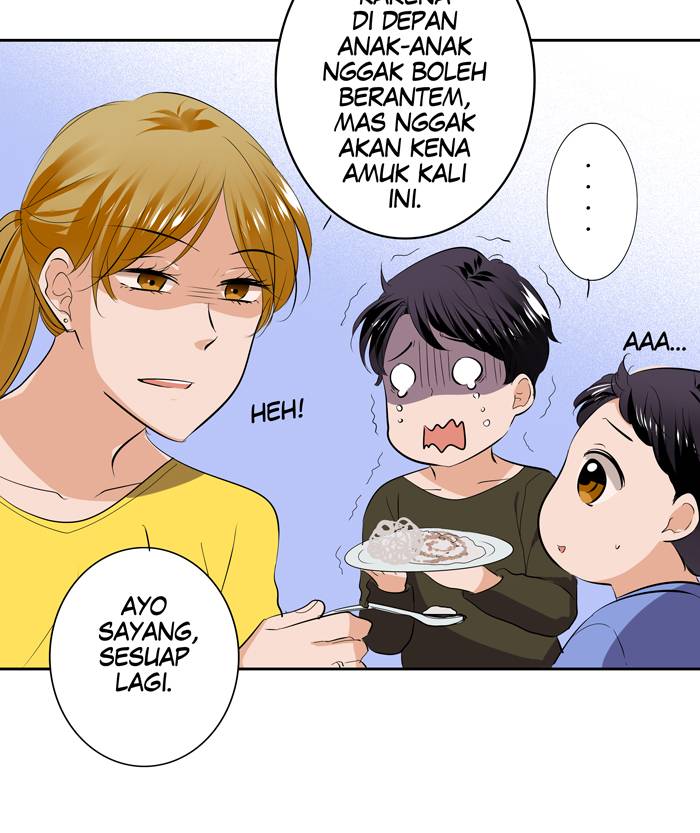 KARENA
DI DEPAN
ANAK-ANAK
NGGAK BOLEH
BERANTEM,
MAS NGGAK
AKAN KENA
AMUK KALI
INI.
. . . .
AAA...
HEH!
AYO
SAYANG,
SESUAP
LAGI.